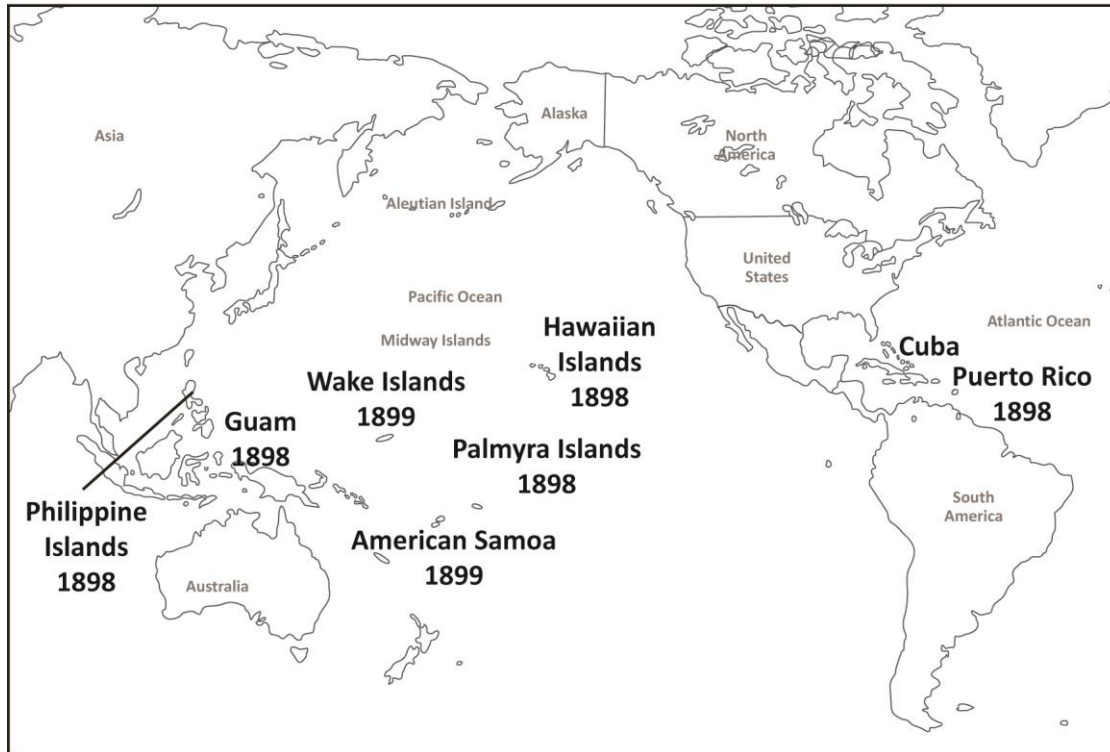 Asia
Alaska
North
America
Aleutian Island
United
States
Pacific Ocean
Midway Islands
Hawaiian
Islands
1898
Atlantic Ocean
Cuba
Puerto Rico
1898
Wake Islands
1899
Guam
1898
Palmyra Islands
1898
Philippine
Islands
1898
American Samoa
1899
South
America
Australia